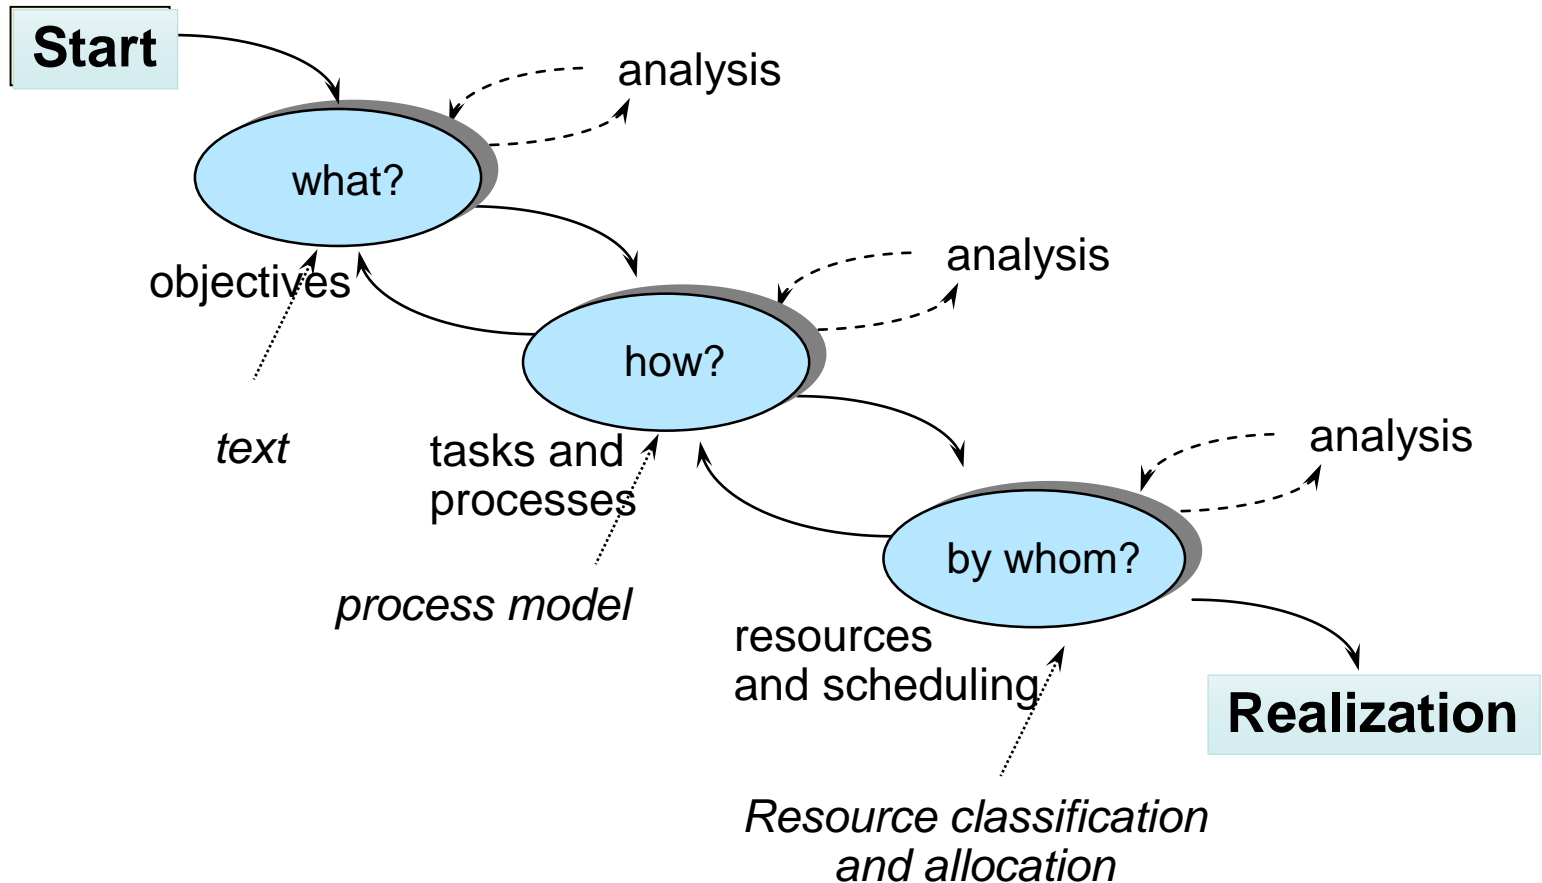 Start
analysis
what?
objectives
analysis
how?
text
tasks and
processes
analysis
by whom?
process model
resources
and scheduling
Realization
Resource classification
and allocation